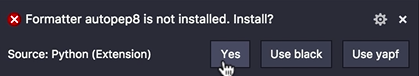 Formatter autopep8 is not installed. Install?
Source: Python (Extension) Yes Use black Use yapf